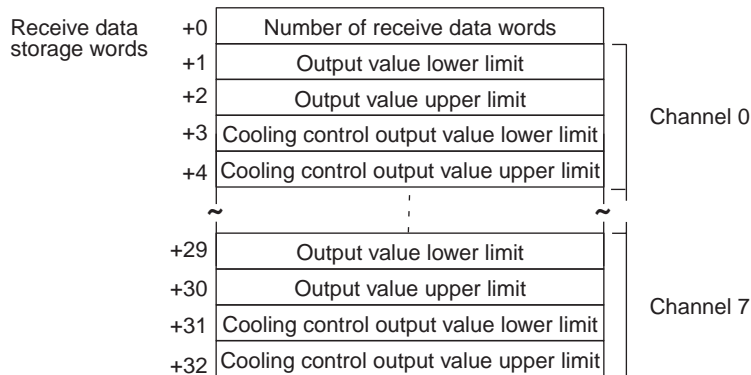 Receive data
storage words
+0 Number of receive data words
+1 Output value lower limit
+2 Output value upper limit
+3 Cooling control output value lower limit
+4 Cooling control output value upper limit
Channel 0
~ ~
+29 Output value lower limit
+30 Output value upper limit
+31 Cooling control output value lower limit
+32 Cooling control output value upper limit
Channel 7